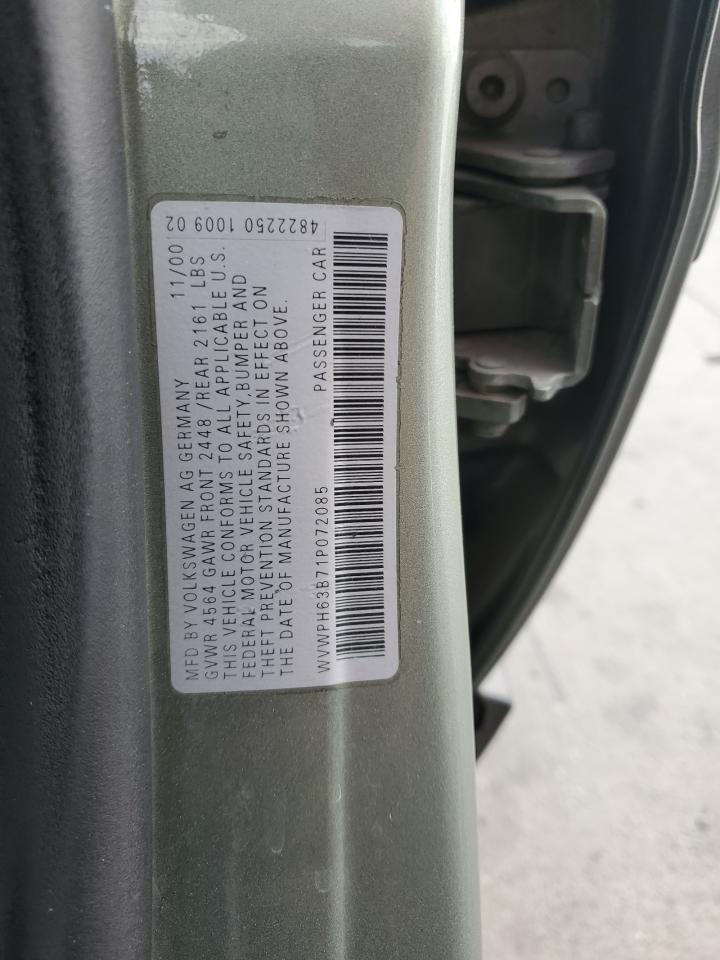 MFD BY VOLKSWAGEN AG GERMANY 11/00
GVWR 4564 GAWR FRONT 2448 /REAR 2161 LBS
THIS VEHICLE CONFORMS TO ALL APPLICABLE U.S.
FEDERAL MOTOR VEHICLE SAFETY,BUMPER AND
THEFT PREVENTION STANDARDS IN EFFECT ON
THE DATE OF MANUFACTURE SHOWN ABOVE.
WVWPH63B71P072085 PASSENGER CAR
4822250 1009 02